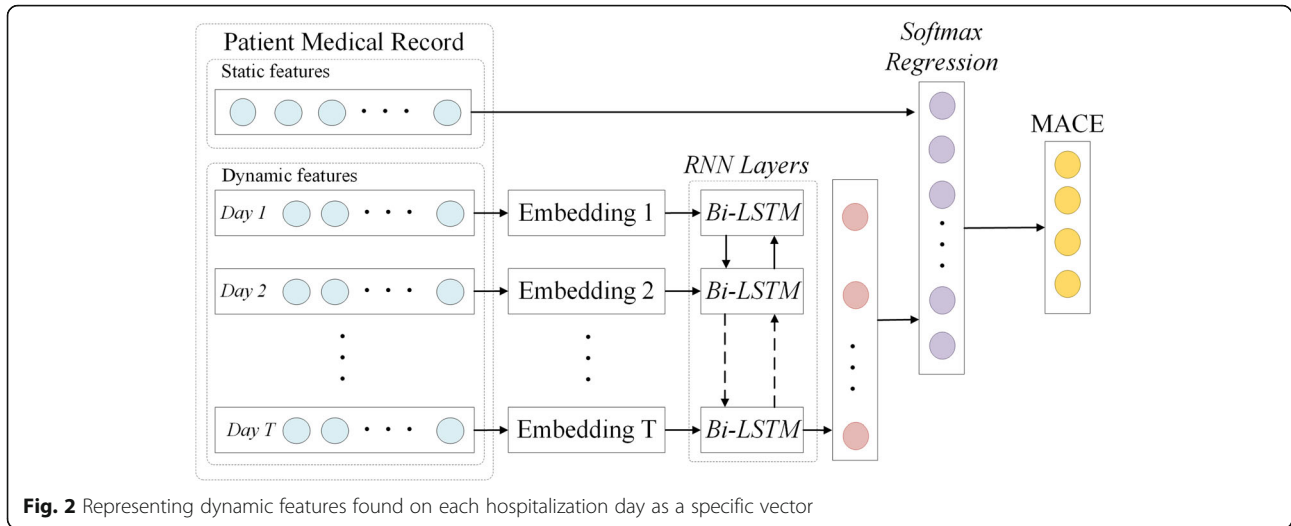 Patient Medical Record
Static features
Softmax
Regression
MACE
Dynamic features
RNN Layers
Day 1
Embedding 1
Bi-LSTM
Day 2
Embedding 2
Bi-LSTM
Day T
Embedding T
Bi-LSTM
Fig. 2 Representing dynamic features found on each hospitalization day as a specific vector